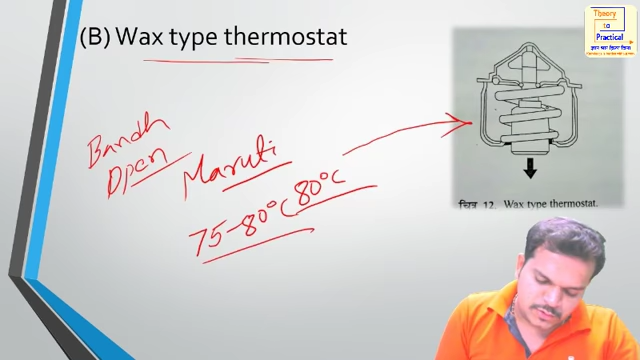 (B) Wax type thermostat
Theory
to
Practical
Bandh
Open
Maruti
75-80°C
80°C
चित्र 12. Wax type thermostat.